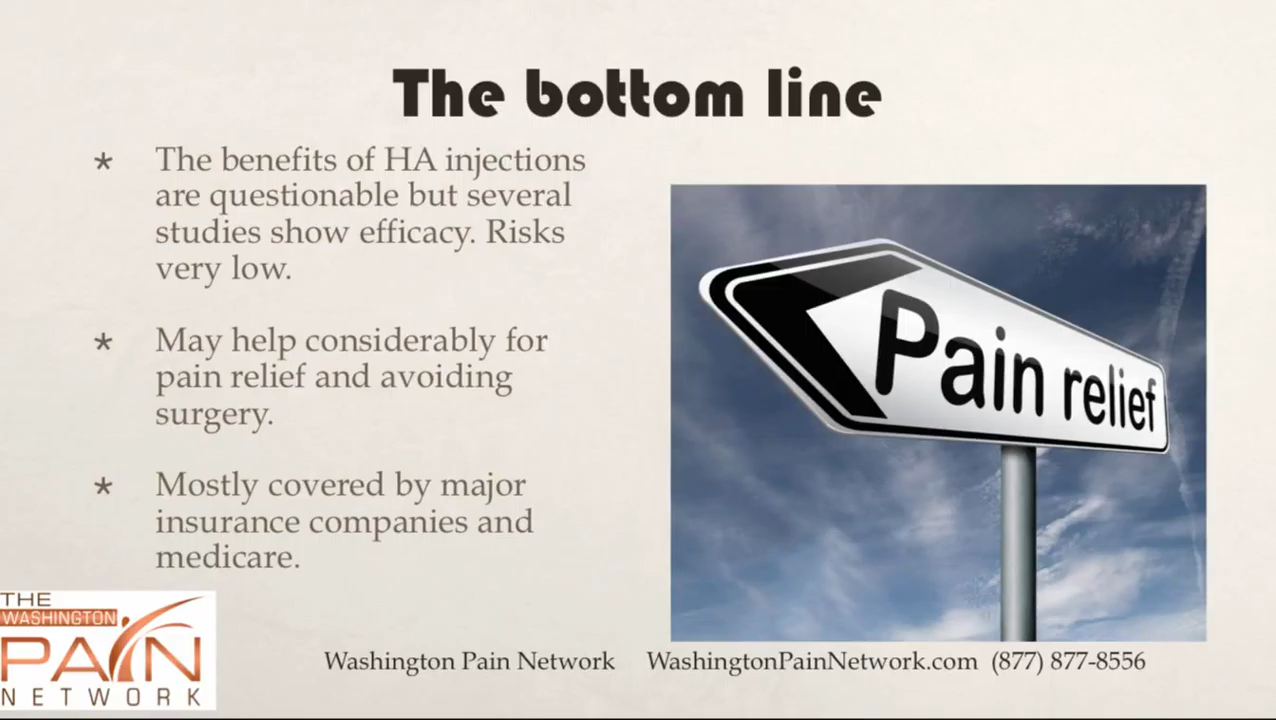 The bottom line
* The benefits of HA injections
are questionable but several
studies show efficacy. Risks
very low.
* May help considerably for
pain relief and avoiding
surgery.
* Mostly covered by major
insurance companies and
medicare.
Pain relief
THE
WASHINGTON
PAIN
NETWORK
Washington Pain Network WashingtonPainNetwork.com (877) 877-8556